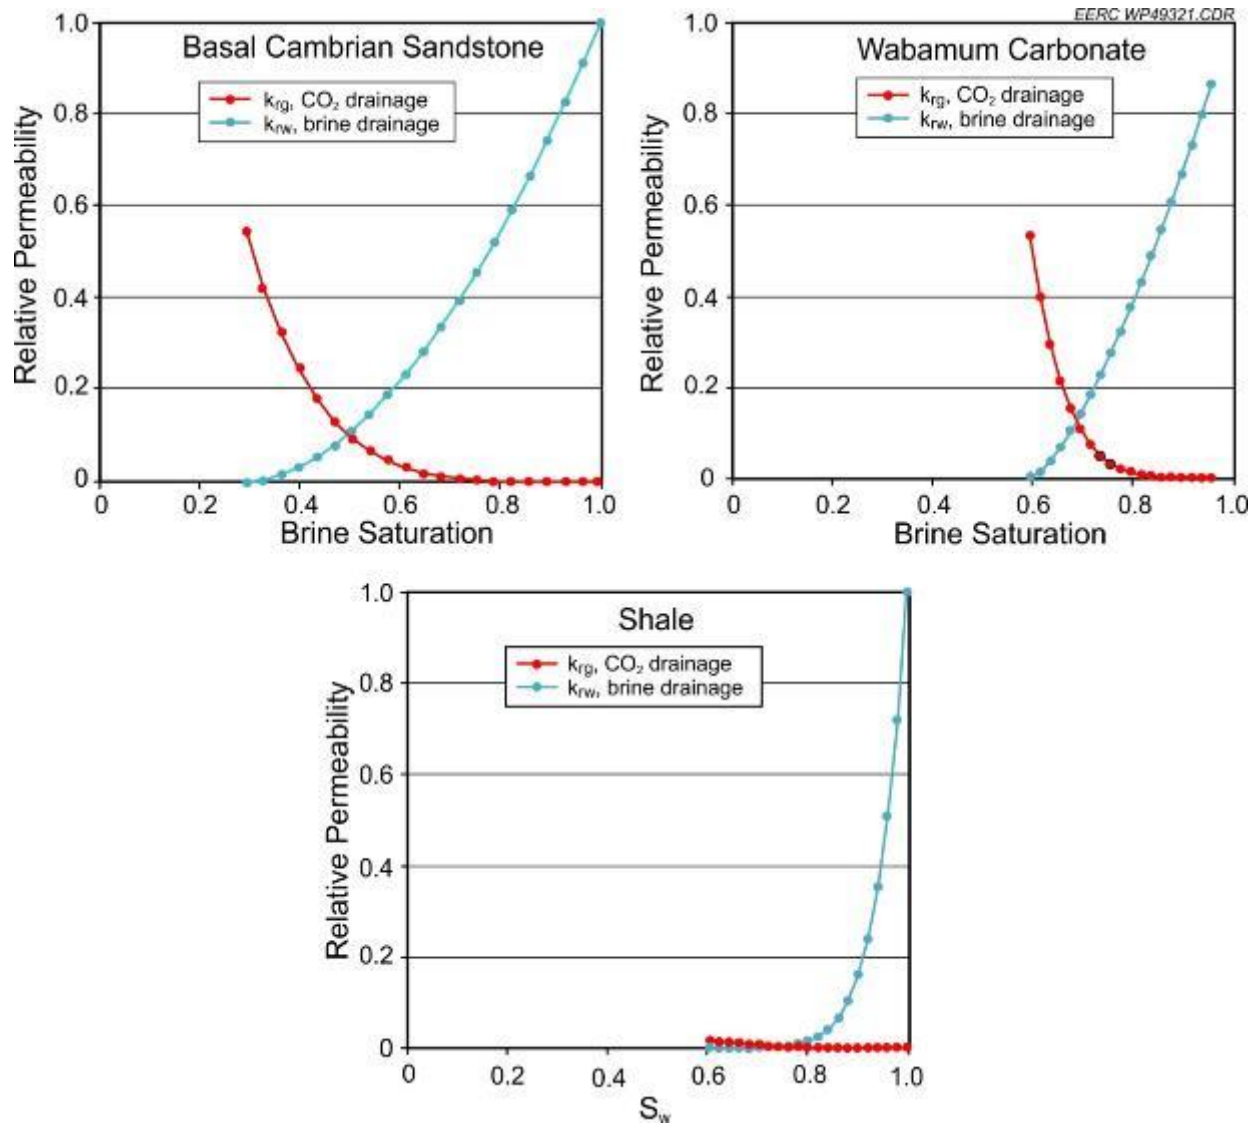 EERC WP49321.CDR
Basal Cambrian Sandstone
krg, CO₂ drainage
krw, brine drainage
Relative Permeability
1.0
0.8
0.6
0.4
0.2
0
0 0.2 0.4 0.6 0.8 1.0
Brine Saturation
Wabamum Carbonate
krg, CO₂ drainage
krw, brine drainage
Relative Permeability
1.0
0.8
0.6
0.4
0.2
0
0 0.2 0.4 0.6 0.8 1.0
Brine Saturation
Shale
krg, CO₂ drainage
krw, brine drainage
Relative Permeability
1.0
0.8
0.6
0.4
0.2
0
0 0.2 0.4 0.6 0.8 1.0
Sw